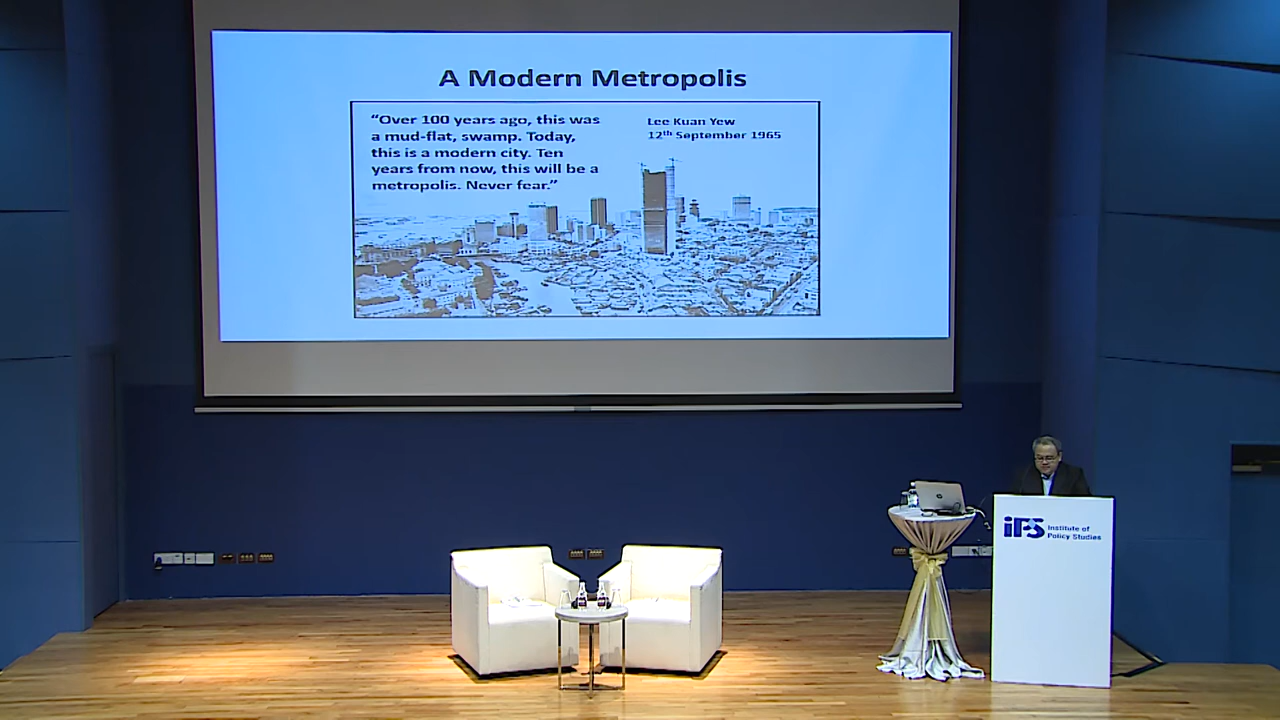 A Modern Metropolis
“Over 100 years ago, this was
a mud-flat, swamp. Today,
this is a modern city. Ten
years from now, this will be a
metropolis. Never fear.”
Lee Kuan Yew
12th September 1965
iPS Institute of
Policy Studies